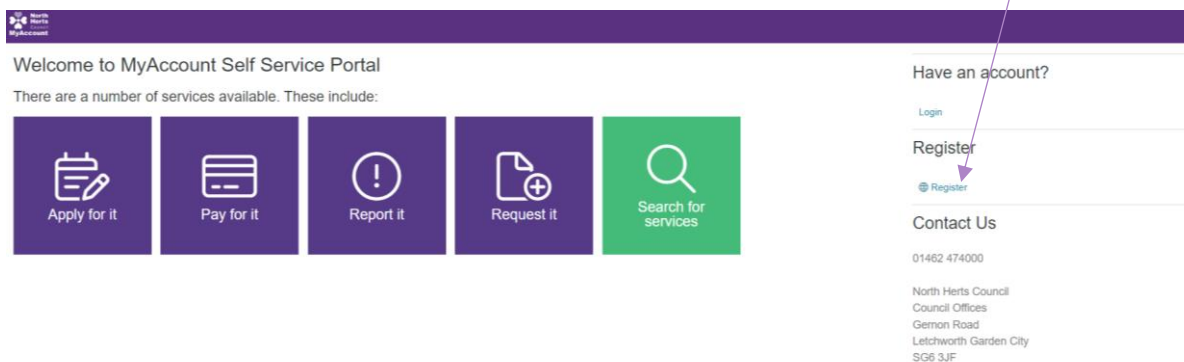 North
Herts
Council
MyAccount
Welcome to MyAccount Self Service Portal
There are a number of services available. These include:
Apply for it
Pay for it
Report it
Request it
Search for
services
Have an account?
Login
Register
Register
Contact Us
01462 474000
North Herts Council
Council Offices
Gernon Road
Letchworth Garden City
SG6 3JF